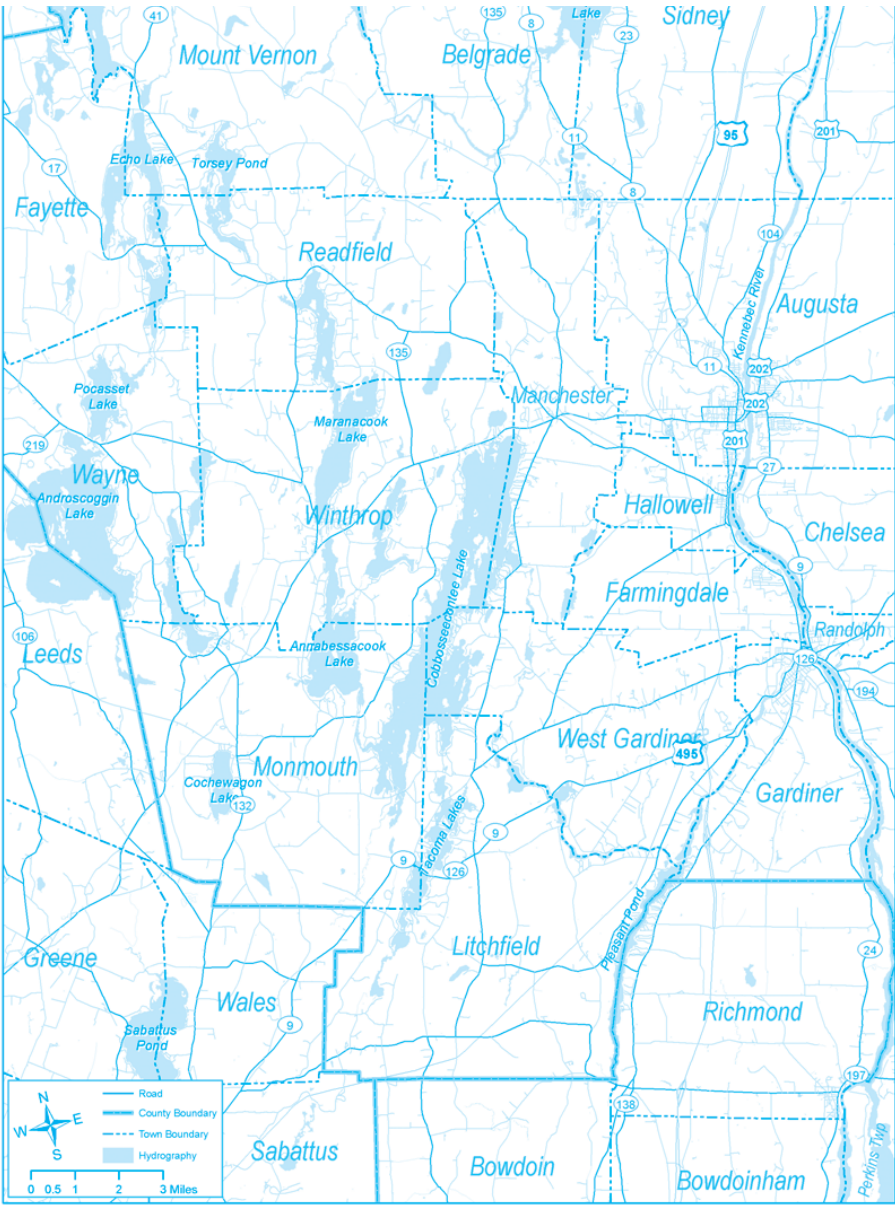 41
135
8
Lake
Sidney
23
Mount Vernon
Belgrade
95
201
11
Echo Lake
Torsey Pond
17
8
Fayette
104
Readfield
Kennebec River
Augusta
135
11
202
Pocasset
Lake
Manchester
202
Maranacook
Lake
219
201
Wayne
27
Androscoggin
Lake
Winthrop
Hallowell
Chelsea
9
Cobbosseecontee Lake
Farmingdale
106
Randolph
Leeds
Annabessacook
Lake
126
194
West Gardiner
495
Monmouth
Cochewagon
Lake
132
Gardiner
Tacoma Lakes
9
9
126
Pleasant Pond
Litchfield
Greene
24
Wales
Richmond
9
Sabattus
Pond
197
N
W
E
S
Road
County Boundary
Town Boundary
Hydrography
0 0.5 1 2 3 Miles
138
Sabattus
Bowdoin
Bowdoinham
Perkins Twp